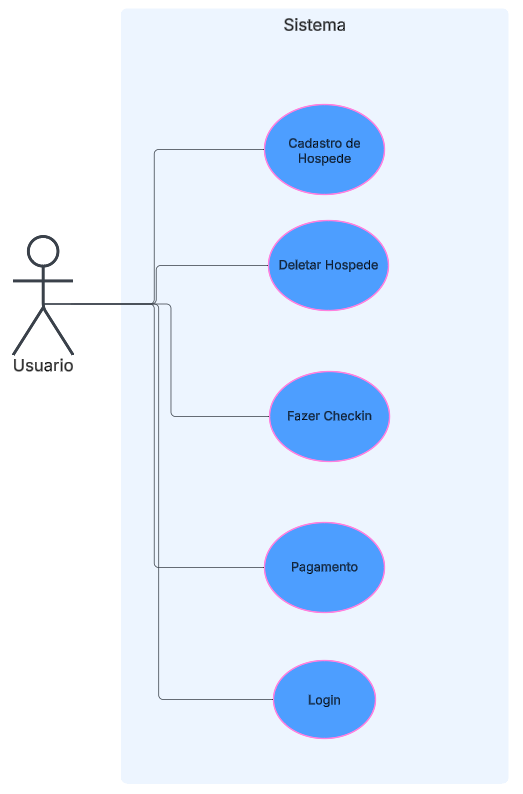 Sistema
Cadastro de
Hospede
Deletar Hospede
Usuario
Fazer Checkin
Pagamento
Login